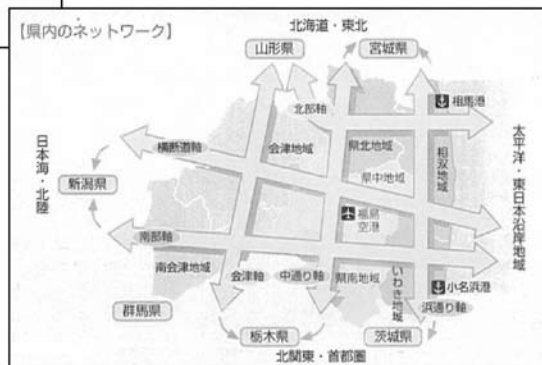 【県内のネットワーク】
北海道・東北
山形県
宮城県
北部軸
相馬港
日本海・北陸
横断道軸
会津地域
県北地域
相双地域
太平洋・東日本沿岸地域
新潟県
県中地域
福島
空港
南部軸
南会津地域
会津軸
中通り軸
県南地域
いわき地域
小名浜港
浜通り軸
群馬県
栃木県
茨城県
北関東・首都圏